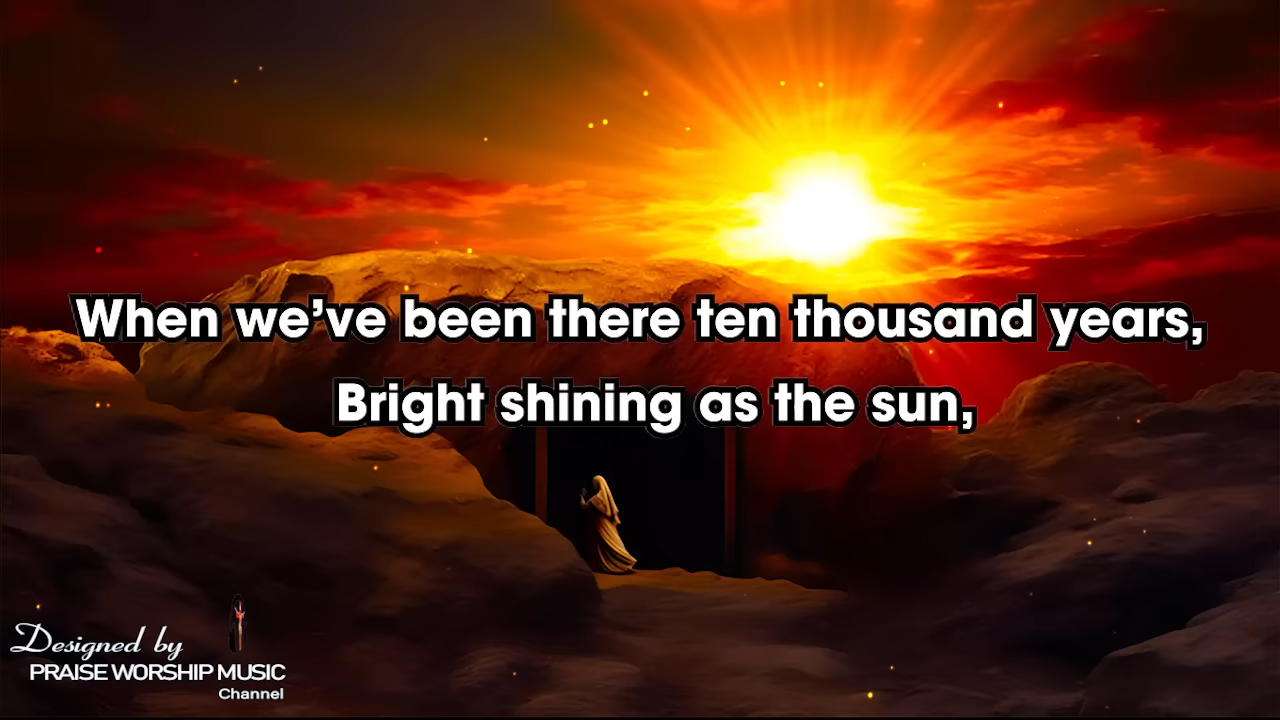 When we’ve been there ten thousand years,
Bright shining as the sun,
Designed by
PRAISE WORSHIP MUSIC
Channel